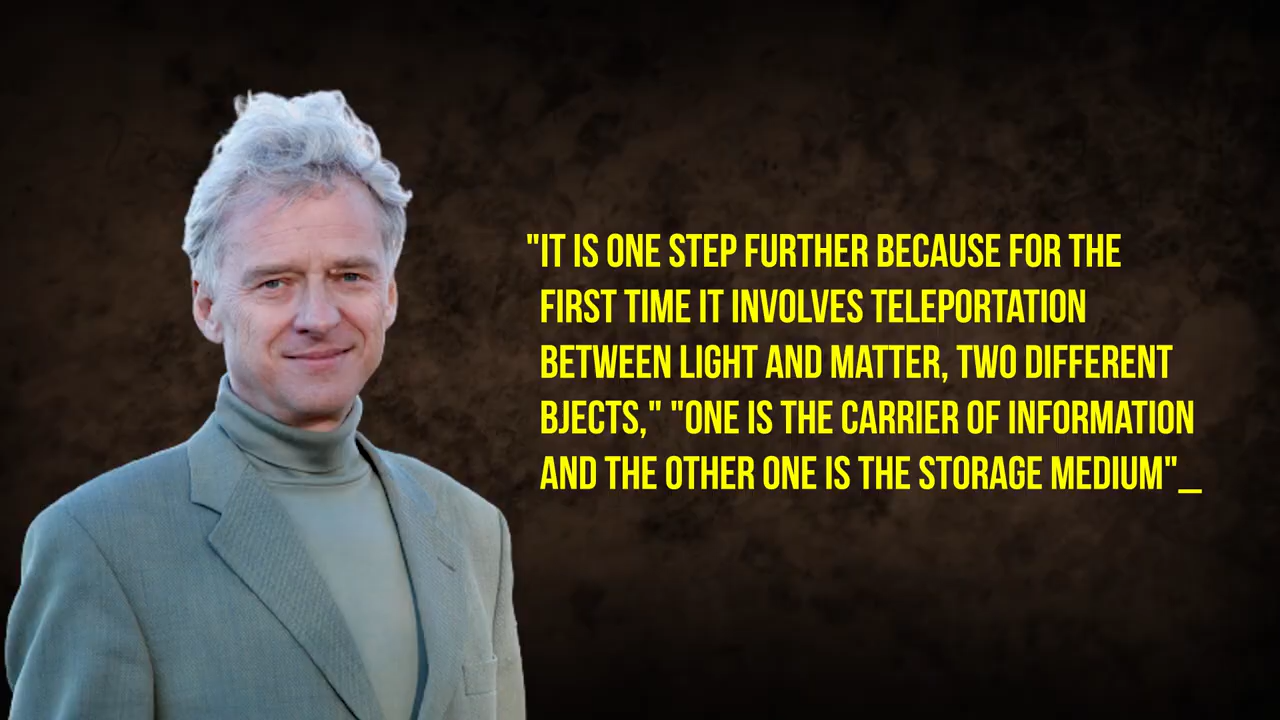 "IT IS ONE STEP FURTHER BECAUSE FOR THE
FIRST TIME IT INVOLVES TELEPORTATION
BETWEEN LIGHT AND MATTER, TWO DIFFERENT
BJECTS," "ONE IS THE CARRIER OF INFORMATION
AND THE OTHER ONE IS THE STORAGE MEDIUM"_